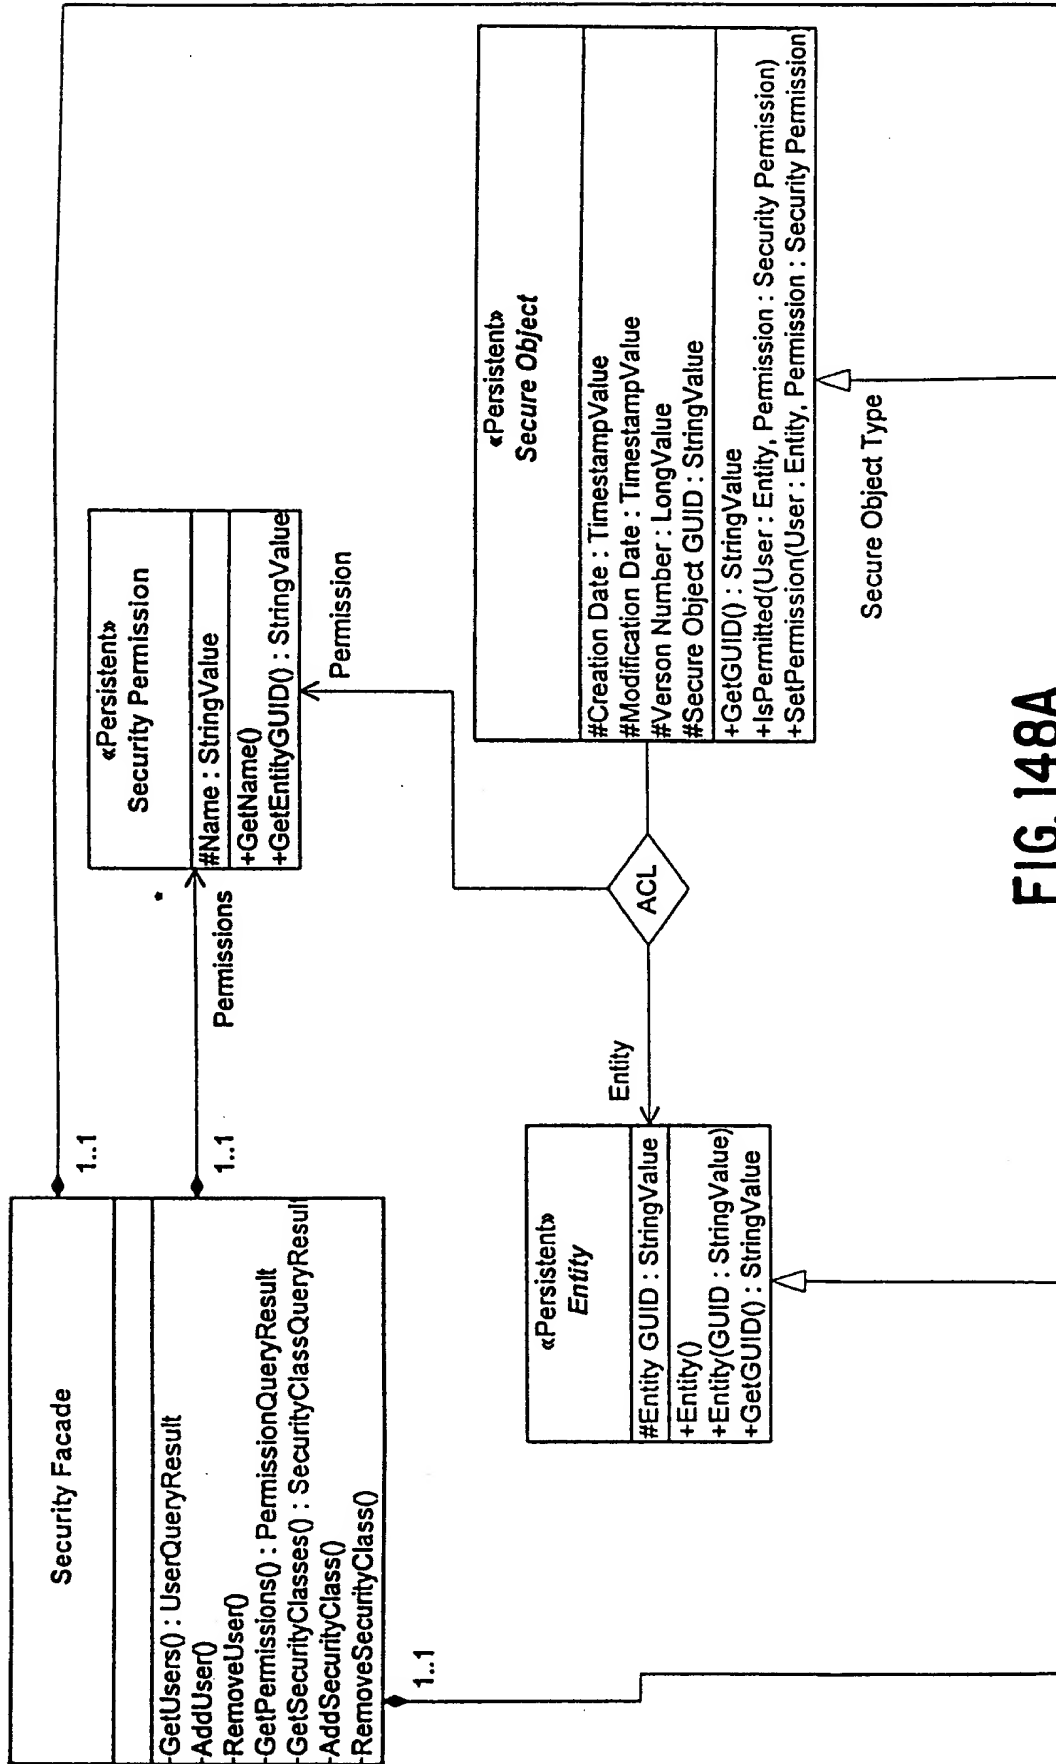 Security Facade
-GetUsers() : UserQueryResult
-AddUser()
-RemoveUser()
-GetPermissions() : PermissionQueryResult
-GetSecurityClasses() : SecurityClassQueryResult
-AddSecurityClass()
-RemoveSecurityClass()
1..1
1..1
1..1
Permissions
*
«Persistent»
Security Permission
#Name : StringValue
+GetName()
+GetEntityGUID() : StringValue
Permission
«Persistent»
Entity
#Entity GUID : StringValue
+Entity()
+Entity(GUID : StringValue)
+GetGUID() : StringValue
Entity
ACL
«Persistent»
Secure Object
#Creation Date : TimestampValue
#Modification Date : TimestampValue
#Verson Number : LongValue
#Secure Object GUID : StringValue
+GetGUID() : StringValue
+IsPermitted(User : Entity, Permission : Security Permission)
+SetPermission(User : Entity, Permission : Security Permission)
Secure Object Type
FIG. 148A